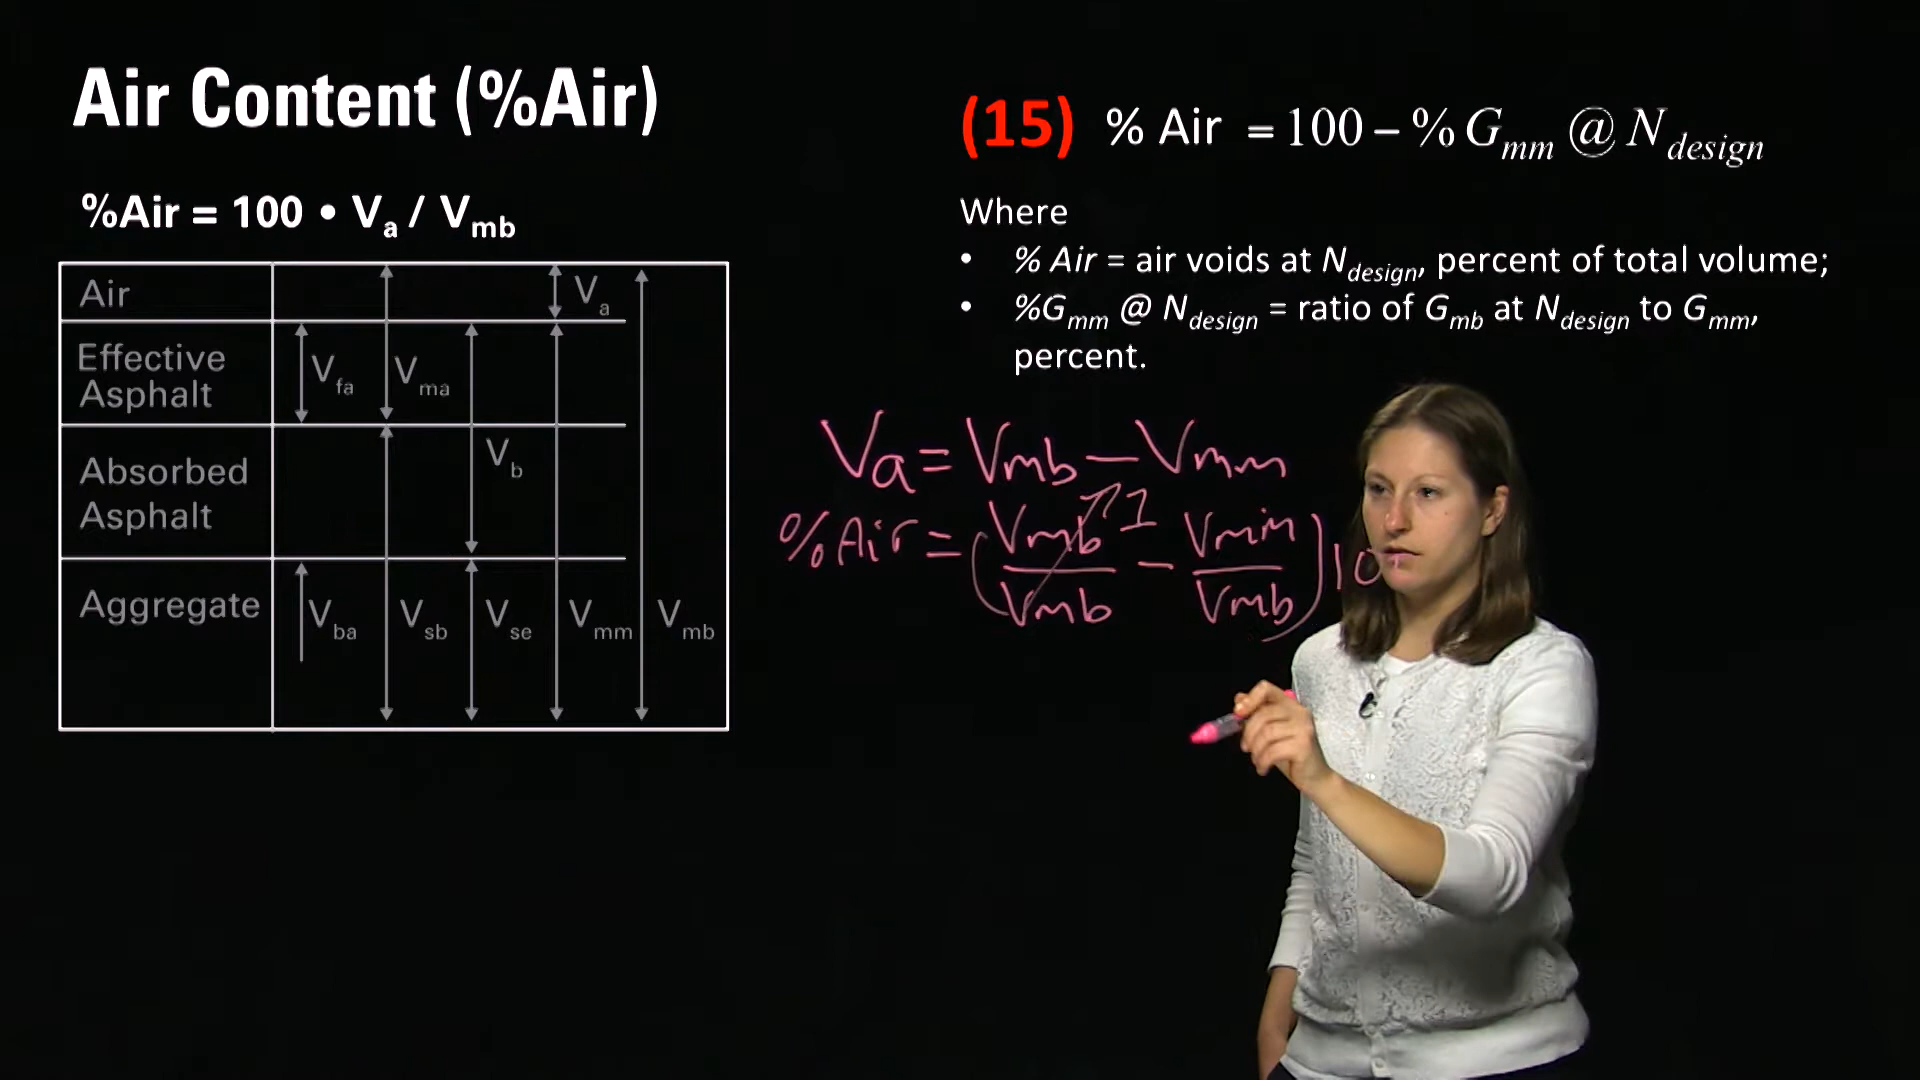 Air Content (%Air)
%Air = 100 • Va / Vmb
Air
Va
Effective
Asphalt
Vfa
Vma
Absorbed
Asphalt
Vb
Aggregate
Vba
Vsb
Vse
Vmm
Vmb
(15) % Air = 100 – % Gmm @ Ndesign
Where
• % Air = air voids at Ndesign, percent of total volume;
• %Gmm @ Ndesign = ratio of Gmb at Ndesign to Gmm,
percent.
Va = Vmb – Vmm
%Air = (Vmb/Vmb – Vmm/Vmb) 10
1